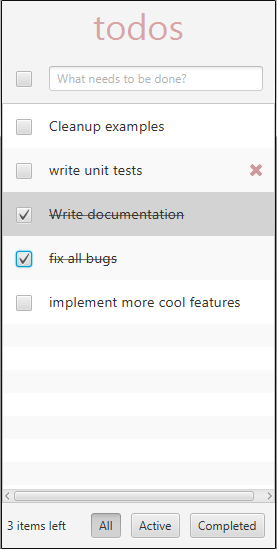 todos
What needs to be done?
Cleanup examples
write unit tests
Write documentation
fix all bugs
implement more cool features
3 items left All Active Completed